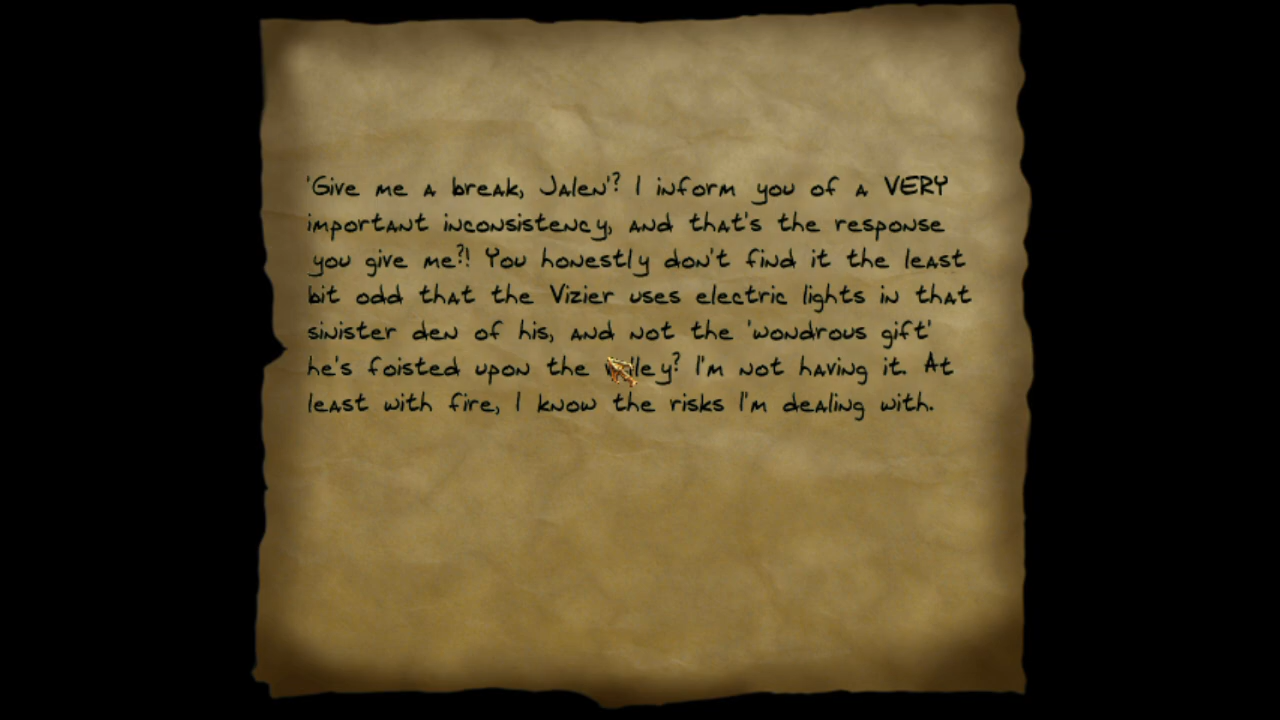 'Give me a break, Jalen'? I inform you of a VERY
important inconsistency, and that's the response
you give me?! You honestly don't find it the least
bit odd that the Vizier uses electric lights in that
sinister den of his, and not the 'wondrous gift'
he's foisted upon the valley? I'm not having it. At
least with fire, I know the risks I'm dealing with.